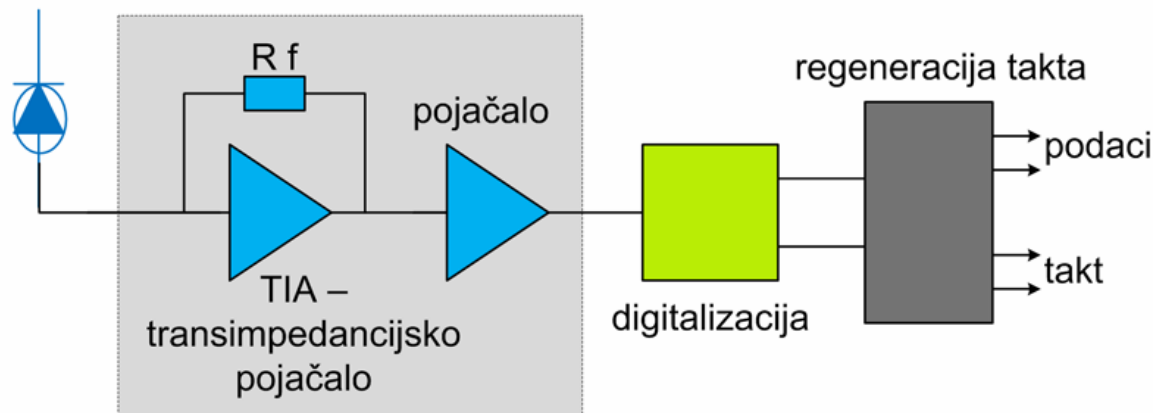 R f
pojačalo
TIA –
transimpedancijsko
pojačalo
digitalizacija
regeneracija takta
podaci
takt